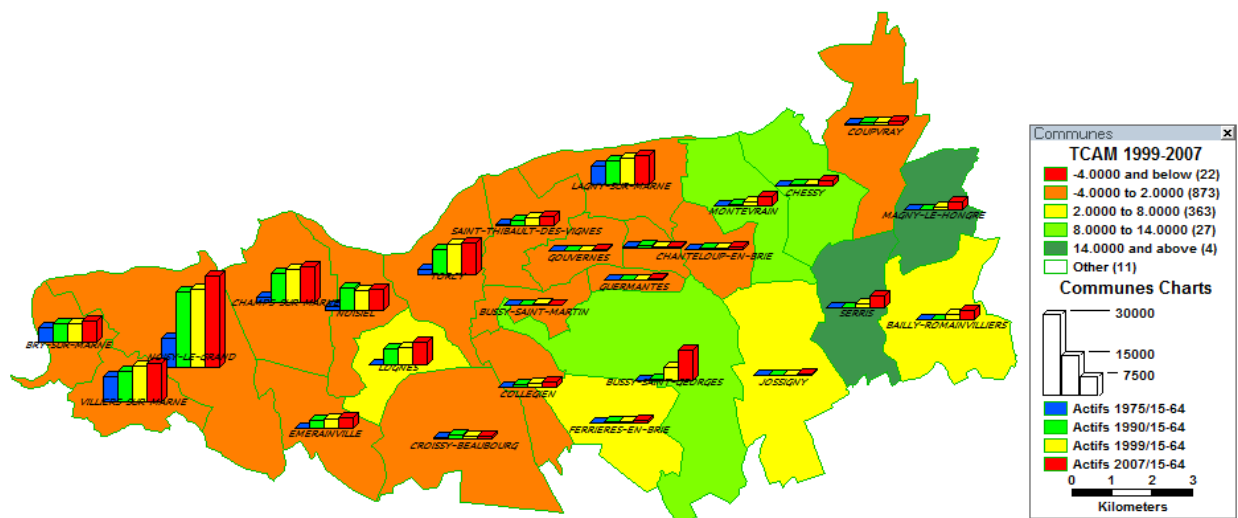 COUPVRAY
LAGNY-SUR-MARNE
CHESSY
MONTEVRAIN
MAGNY-LE-HONGRE
SAINT-THIBAULT-DES-VIGNES
GOUVERNES
CHANTELOUP-EN-BRIE
TORCY
GUERMANTES
CHAMPS-SUR-MARNE
NOISIEL
BUSSY-SAINT-MARTIN
SERRIS
BAILLY-ROMAINVILLIERS
BRY-SUR-MARNE
NOISY-LE-GRAND
LOGNES
BUSSY-SAINT-GEORGES
JOSSIGNY
COLLEGIEN
VILLIERS-SUR-MARNE
FERRIERES-EN-BRIE
EMERAINVILLE
CROISSY-BEAUBOURG
Communes x
TCAM 1999-2007
-4.0000 and below (22)
-4.0000 to 2.0000 (873)
2.0000 to 8.0000 (363)
8.0000 to 14.0000 (27)
14.0000 and above (4)
Other (11)
Communes Charts
30000
15000
7500
Actifs 1975/15-64
Actifs 1990/15-64
Actifs 1999/15-64
Actifs 2007/15-64
0 1 2 3
Kilometers